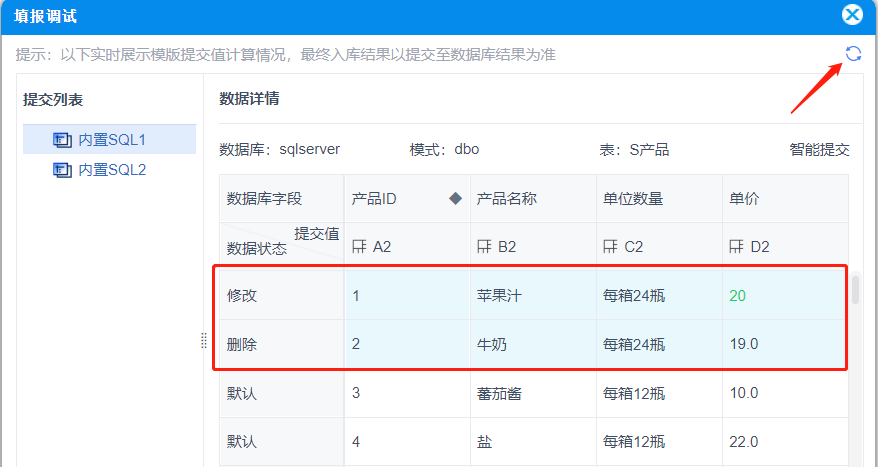 填报调试
提示：以下实时展示模版提交值计算情况，最终入库结果以提交至数据库结果为准
提交列表
内置SQL1
内置SQL2
数据详情
数据库：sqlserver 模式：dbo 表：S产品 智能提交
数据库字段 产品ID 产品名称 单位数量 单价
提交值
数据状态 A2 B2 C2 D2
修改 1 苹果汁 每箱24瓶 20
删除 2 牛奶 每箱24瓶 19.0
默认 3 蕃茄酱 每箱12瓶 10.0
默认 4 盐 每箱12瓶 22.0